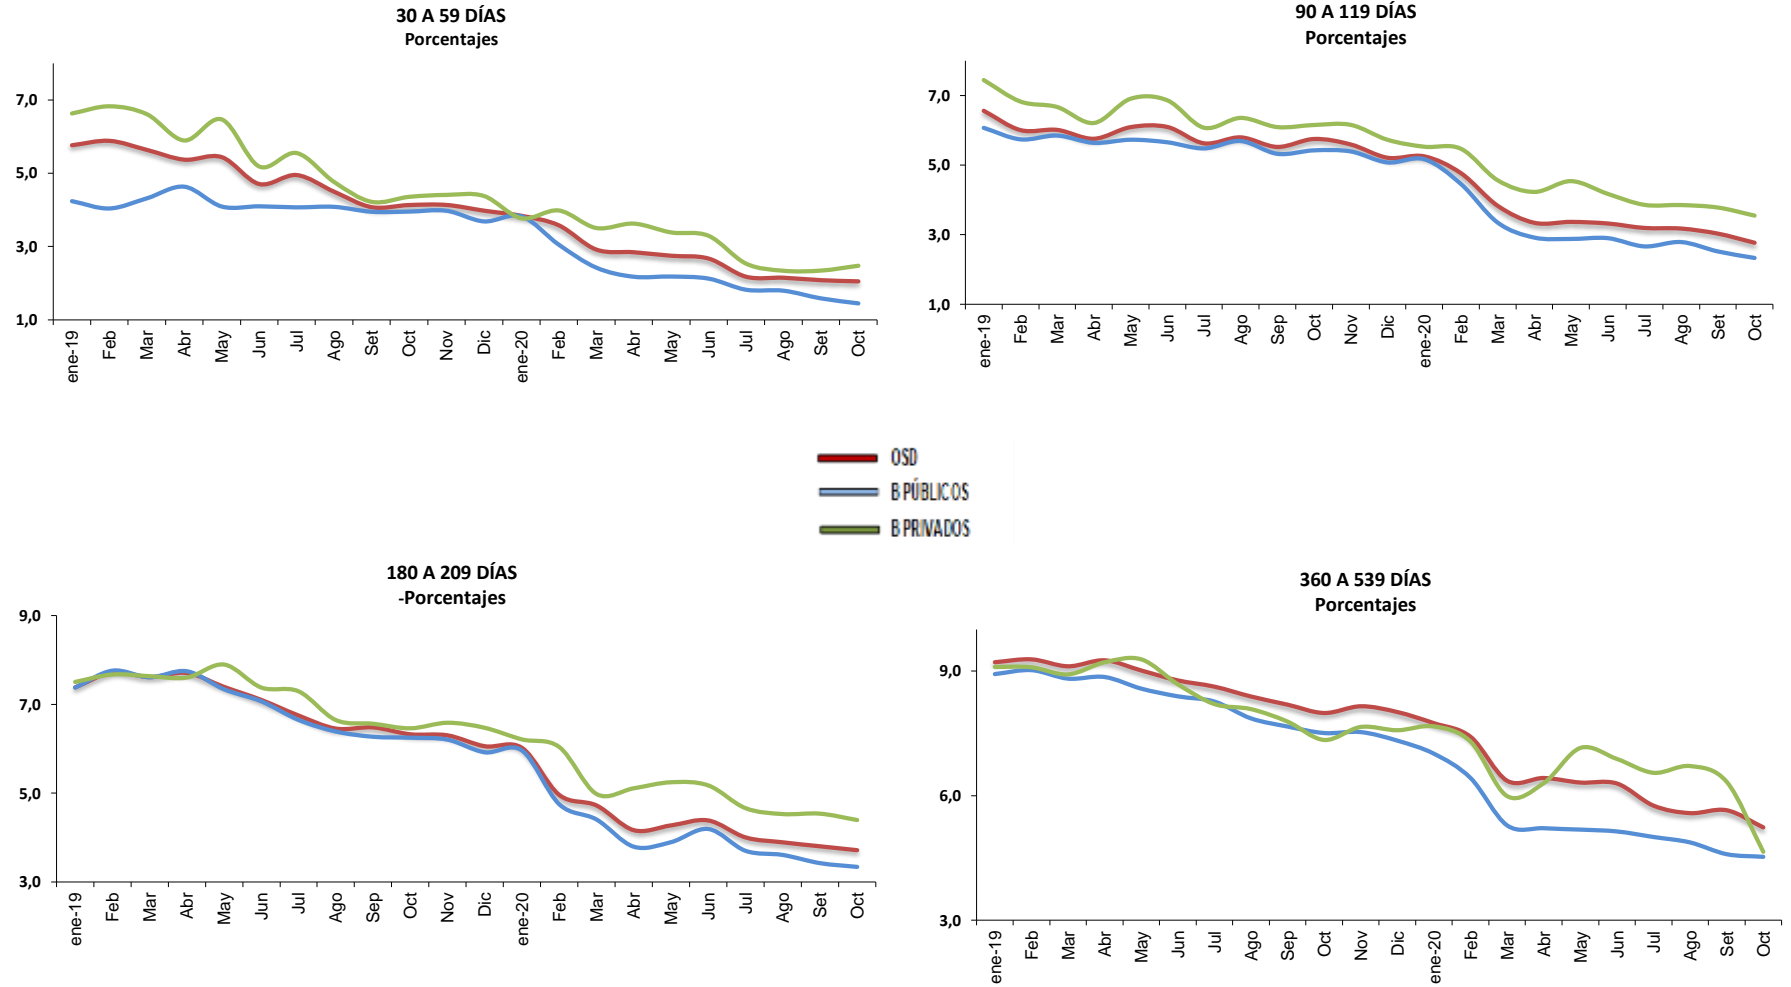 30 A 59 DÍAS
Porcentajes
7,0
5,0
3,0
1,0
ene-19 Feb Mar Abr May Jun Jul Ago Set Oct Nov Dic ene-20 Feb Mar Abr May Jun Jul Ago Set Oct
90 A 119 DÍAS
Porcentajes
7,0
5,0
3,0
1,0
ene-19 Feb Mar Abr May Jun Jul Ago Sep Oct Nov Dic ene-20 Feb Mar Abr May Jun Jul Ago Set Oct
OSD
B PÚBLICOS
B PRIVADOS
180 A 209 DÍAS
-Porcentajes
9,0
7,0
5,0
3,0
ene-19 Feb Mar Abr May Jun Jul Ago Sep Oct Nov Dic ene-20 Feb Mar Abr May Jun Jul Ago Set Oct
360 A 539 DÍAS
Porcentajes
9,0
6,0
3,0
ene-19 Feb Mar Abr May Jun Jul Ago Sep Oct Nov Dic ene-20 Feb Mar Abr May Jun Jul Ago Set Oct